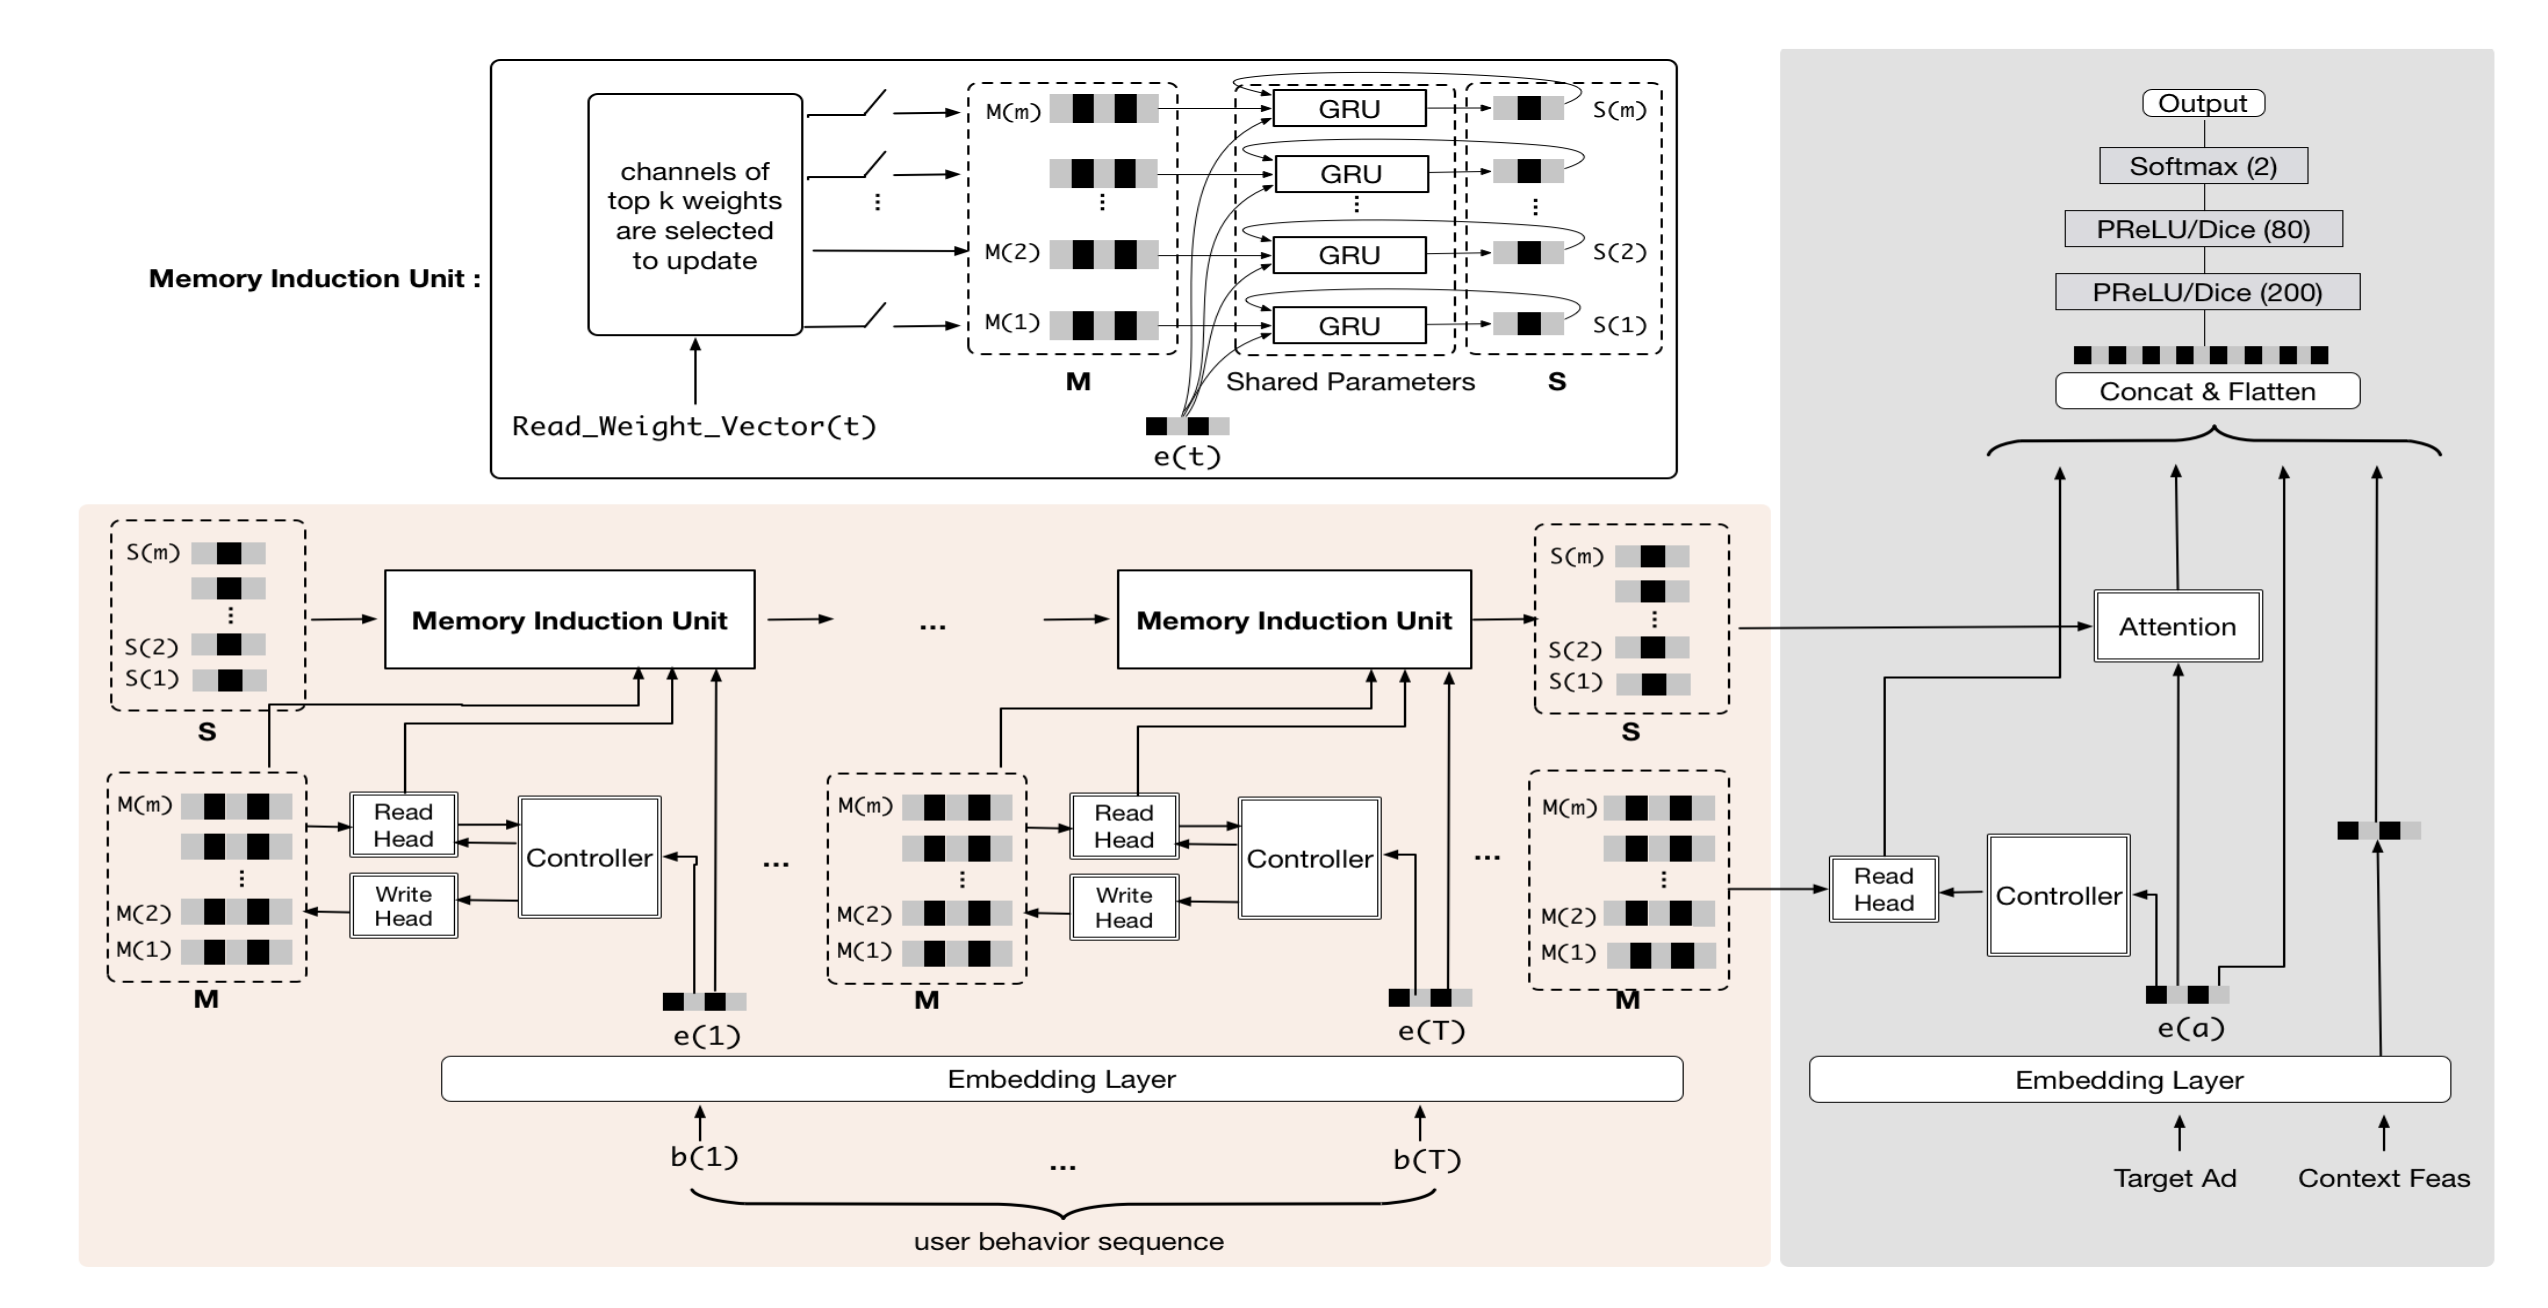 Memory Induction Unit :
channels of
top k weights
are selected
to update
Read_Weight_Vector(t)
M(m)
⋮
M(2)
M(1)
M
GRU
GRU
⋮
GRU
GRU
Shared Parameters
e(t)
S(m)
⋮
S(2)
S(1)
S
S(m)
⋮
S(2)
S(1)
S
Memory Induction Unit
...
Memory Induction Unit
S(m)
⋮
S(2)
S(1)
S
M(m)
⋮
M(2)
M(1)
M
Read
Head
Write
Head
Controller
e(1)
...
M(m)
⋮
M(2)
M(1)
M
Read
Head
Write
Head
Controller
e(T)
...
M(m)
⋮
M(2)
M(1)
M
Embedding Layer
b(1)
...
b(T)
user behavior sequence
Output
Softmax (2)
PReLU/Dice (80)
PReLU/Dice (200)
Concat & Flatten
Attention
Read
Head
Controller
e(a)
Embedding Layer
Target Ad
Context Feas